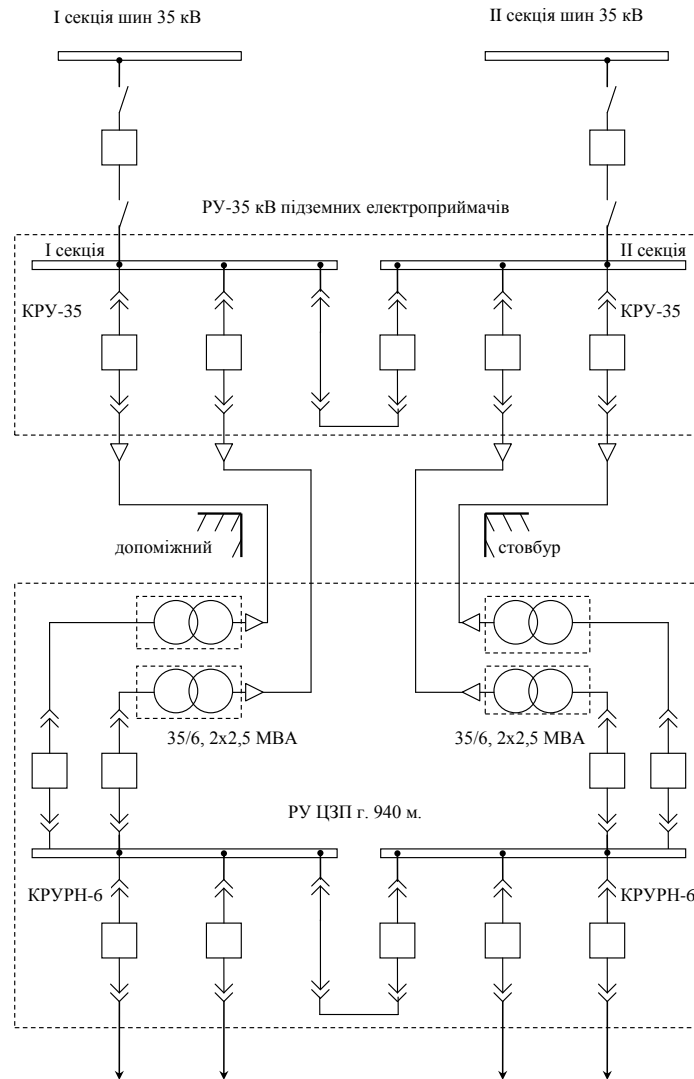 І секція шин 35 кВ
ІІ секція шин 35 кВ
РУ-35 кВ підземних електроприймачів
І секція
ІІ секція
КРУ-35
КРУ-35
допоміжний
стовбур
35/6, 2х2,5 МВА
35/6, 2х2,5 МВА
РУ ЦЗП г. 940 м.
КРУРН-6
КРУРН-6